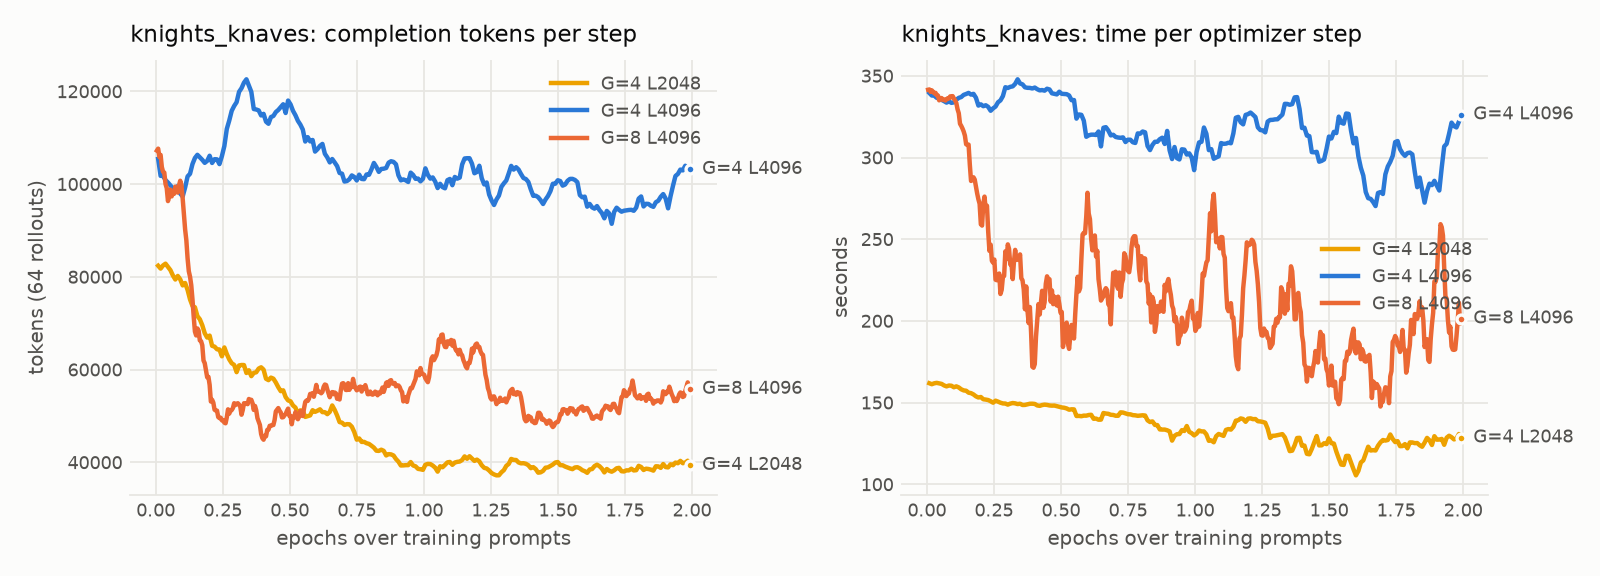 knights_knaves: completion tokens per step
tokens (64 rollouts)
120000
100000
80000
60000
40000
G=4 L2048
G=4 L4096
G=8 L4096
G=4 L4096
G=8 L4096
G=4 L2048
0.00 0.25 0.50 0.75 1.00 1.25 1.50 1.75 2.00
epochs over training prompts
knights_knaves: time per optimizer step
seconds
350
300
250
200
150
100
G=4 L4096
G=4 L2048
G=4 L4096
G=8 L4096
G=8 L4096
G=4 L2048
0.00 0.25 0.50 0.75 1.00 1.25 1.50 1.75 2.00
epochs over training prompts